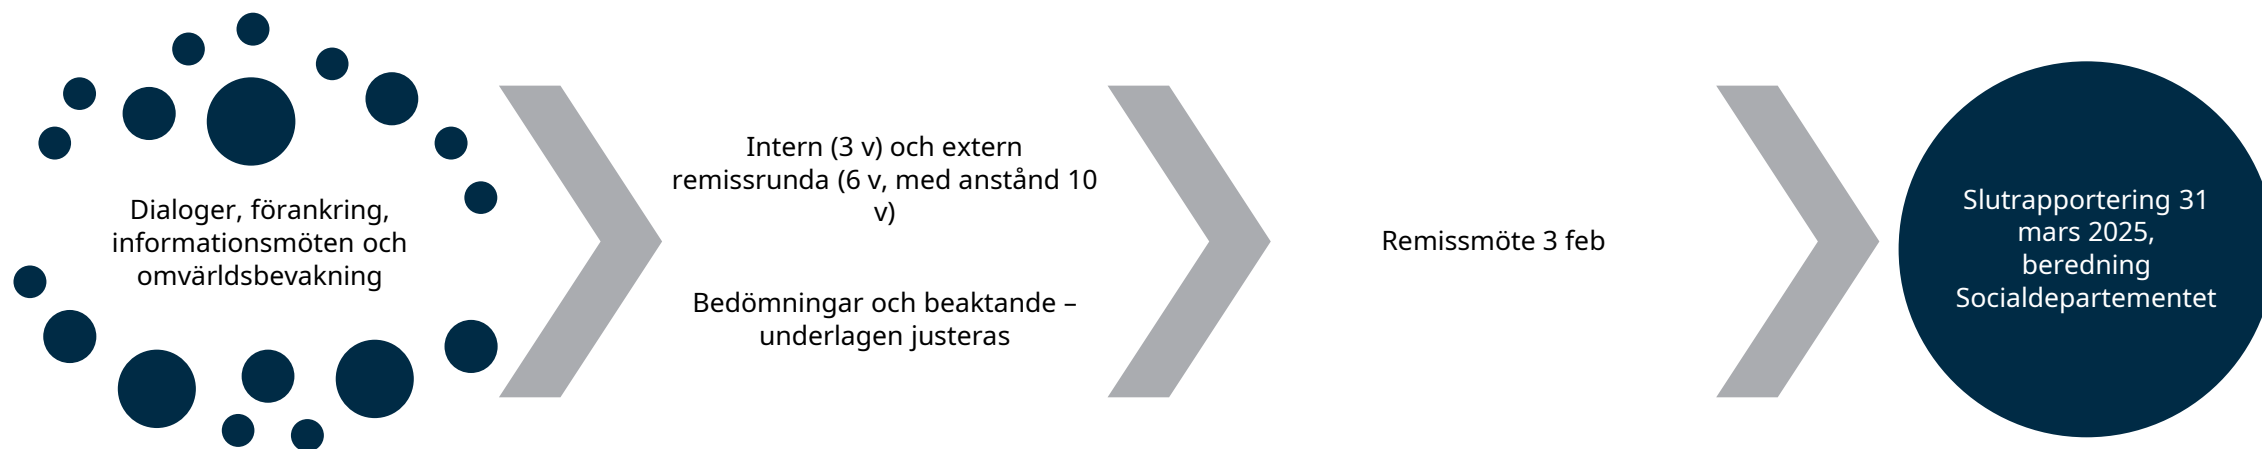 Dialoger, förankring,
informationsmöten och
omvärldsbevakning
Intern (3 v) och extern
remissrunda (6 v, med anstånd 10
v)
Bedömningar och beaktande –
underlagen justeras
Remissmöte 3 feb
Slutrapportering 31
mars 2025,
beredning
Socialdepartementet